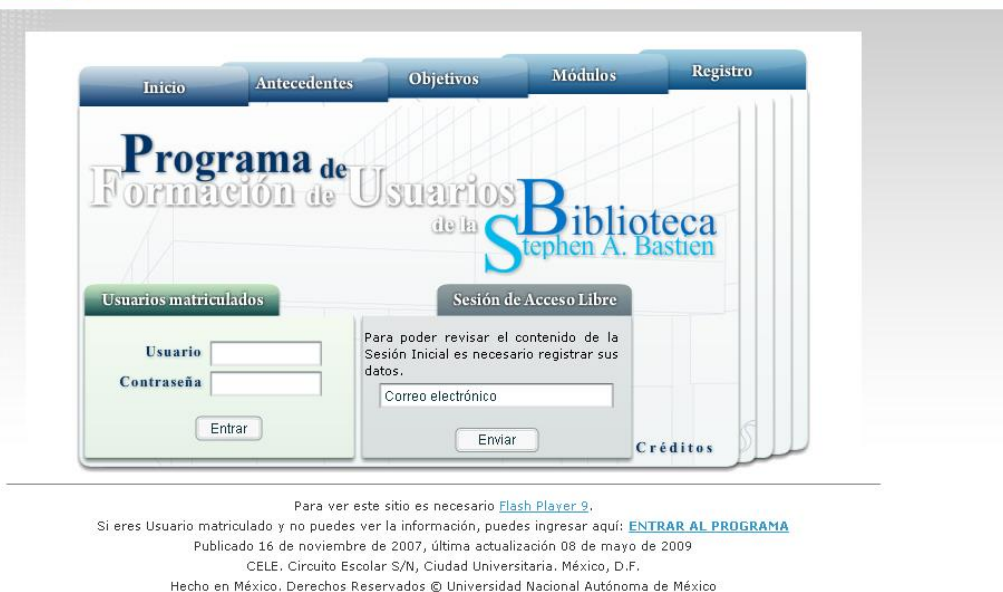 Inicio
Antecedentes
Objetivos
Módulos
Registro
Programa de
Formación de Usuarios
de la Biblioteca
Stephen A. Bastien
Usuarios matriculados
Usuario
Contraseña
Entrar
Sesión de Acceso Libre
Para poder revisar el contenido de la
Sesión Inicial es necesario registrar sus
datos.
Correo electrónico
Enviar
Créditos
Para ver este sitio es necesario Flash Player 9.
Si eres Usuario matriculado y no puedes ver la información, puedes ingresar aquí: ENTRAR AL PROGRAMA
Publicado 16 de noviembre de 2007, última actualización 08 de mayo de 2009
CELE. Circuito Escolar S/N, Ciudad Universitaria. México, D.F.
Hecho en México. Derechos Reservados © Universidad Nacional Autónoma de México